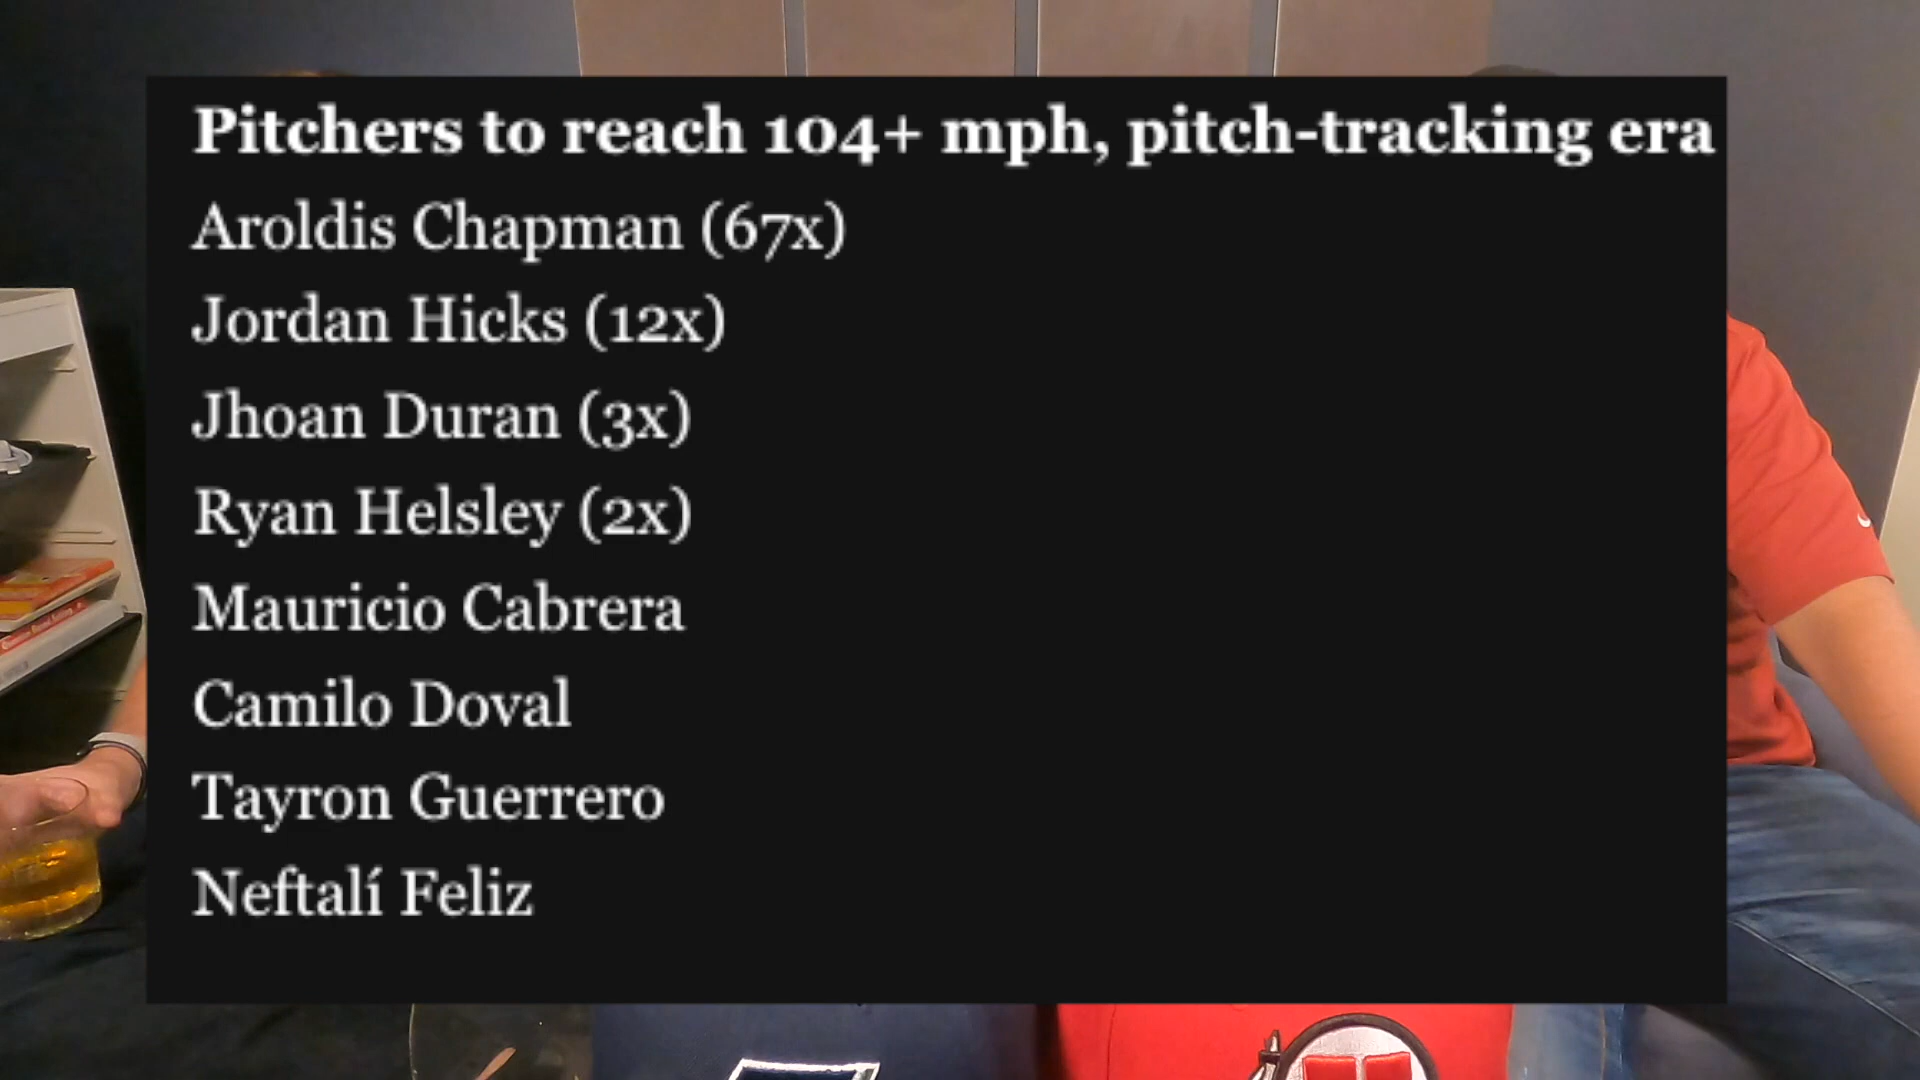 Pitchers to reach 104+ mph, pitch-tracking era
Aroldis Chapman (67x)
Jordan Hicks (12x)
Jhoan Duran (3x)
Ryan Helsley (2x)
Mauricio Cabrera
Camilo Doval
Tayron Guerrero
Neftalí Feliz